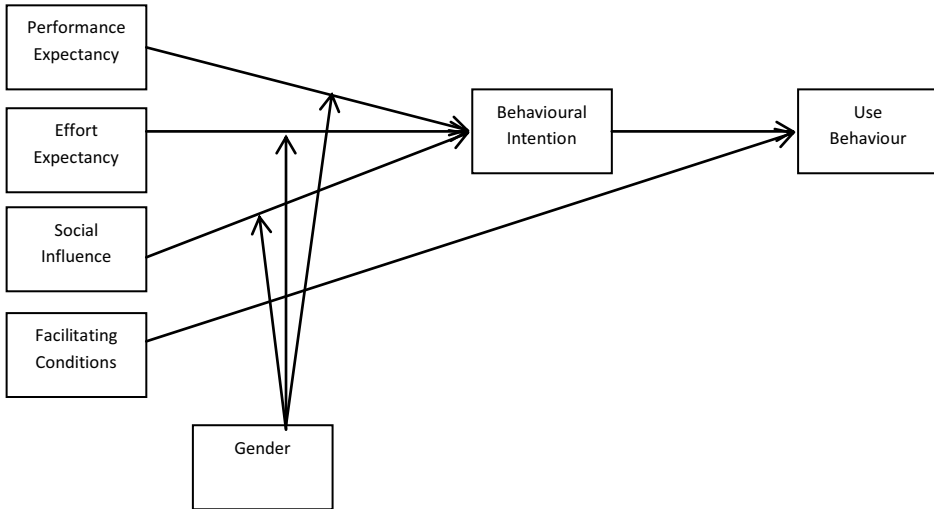 Performance
Expectancy
Effort
Expectancy
Social
Influence
Facilitating
Conditions
Behavioural
Intention
Use
Behaviour
Gender